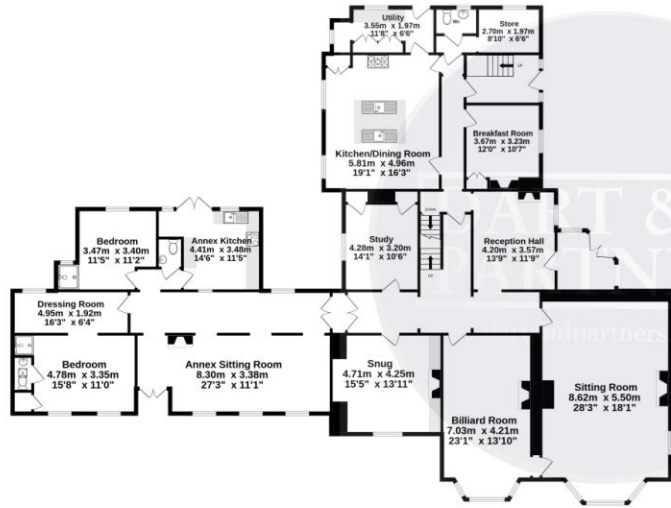 Utility
3.55m x 1.97m
11'8" x 6'6"
WC
Store
2.70m x 1.97m
8'10" x 6'6"
UP
Kitchen/Dining Room
5.81m x 4.96m
19'1" x 16'3"
Breakfast Room
3.67m x 3.23m
12'0" x 10'7"
Bedroom
3.47m x 3.40m
11'5" x 11'2"
Annex Kitchen
4.41m x 3.48m
14'6" x 11'5"
Study
4.28m x 3.20m
14'1" x 10'6"
DOWN
UP
Reception Hall
4.20m x 3.57m
13'9" x 11'9"
DART &
PARTN
Dressing Room
4.95m x 1.92m
16'3" x 6'4"
Bedroom
4.78m x 3.35m
15'8" x 11'0"
Annex Sitting Room
8.30m x 3.38m
27'3" x 11'1"
Snug
4.71m x 4.25m
15'5" x 13'11"
Billiard Room
7.03m x 4.21m
23'1" x 13'10"
Sitting Room
8.62m x 5.50m
28'3" x 18'1"